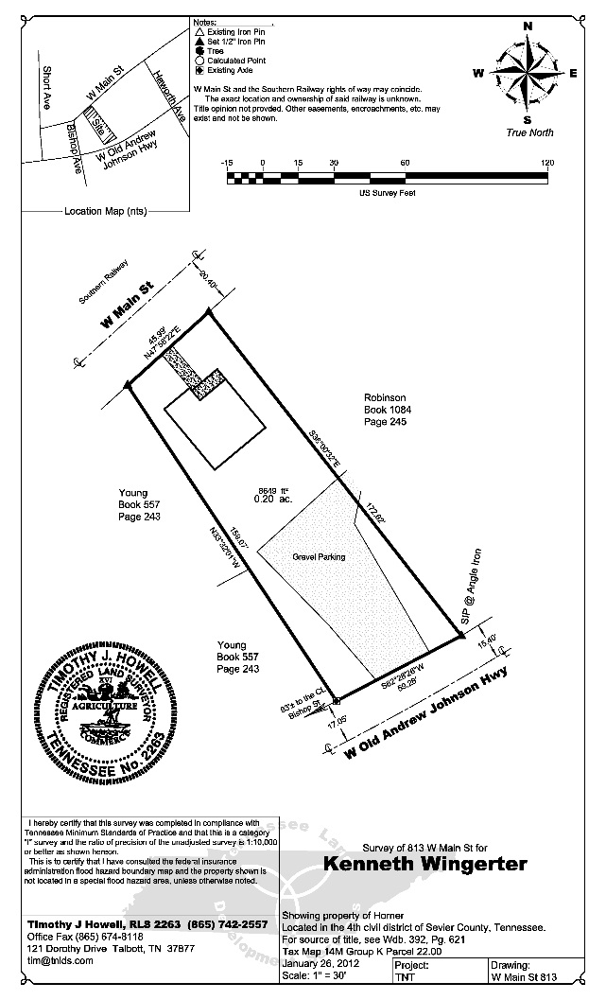 Notes:
Existing Iron Pin
Set 1/2" Iron Pin
Tree
Calculated Point
Existing Axle
W Main St and the Southern Railway rights of way may coincide.
The exact location and ownership of said railway is unknown.
Title opinion not provided. Other easements, encroachments, etc. may
exist and not be shown.
N
W
E
S
True North
Short Ave
W Main St
Haworth Ave
Site
Bishop Ave
W Old Andrew
Johnson Hwy
Location Map (nts)
-15 0 15 30 60 120
US Survey Feet
Southern Railway
W Main St
20.40'
45.99'
N47°58'22"E
Robinson
Book 1084
Page 245
S36°00'32"E
172.62'
8649 ft²
0.20 ac.
Young
Book 557
Page 243
N33°32'01"W
Gravel Parking
SIP @ Angle Iron
15.40'
Young
Book 557
Page 243
S62°28'26"W
83'± to the CL
Bishop St
17.05'
W Old Andrew Johnson Hwy
TIMOTHY J. HOWELL
REGISTERED LAND SURVEYOR
XVI
AGRICULTURE
COMMERCE
TENNESSEE No. 2263
I hereby certify that this survey was completed in compliance with
Tennessee Minimum Standards of Practice and that this is a category
"I" survey and the ratio of precision of the unadjusted survey is 1:10,000
or better as shown hereon.
This is to certify that I have consulted the federal insurance
administration flood hazard boundary map and the property shown is
not located in a special flood hazard area, unless otherwise noted.
Timothy J Howell, RLS 2263 (865) 742-2557
Office Fax (865) 674-8118
121 Dorothy Drive Talbott, TN 37877
tim@tnlds.com
Survey of 813 W Main St for
Kenneth Wingerter
Showing property of Horner
Located in the 4th civil district of Sevier County, Tennessee.
For source of title, see Wdb. 392, Pg. 621
Tax Map 14M Group K Parcel 22.00
January 26, 2012
Scale: 1" = 30'
Project:
TNT
Drawing:
W Main St 813